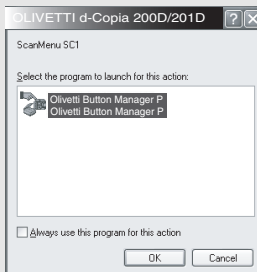 OLIVETTI d-Copia 200D/201D
ScanMenu SC1
Select the program to launch for this action:
Olivetti Button Manager P
Olivetti Button Manager P
Always use this program for this action
OK Cancel